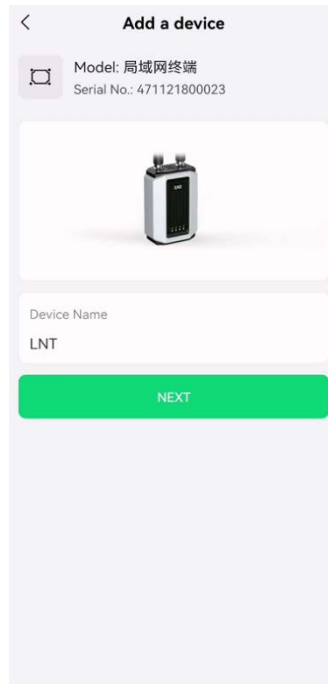 Add a device
Model: 局域网终端
Serial No.: 471121800023
Device Name
LNT
NEXT